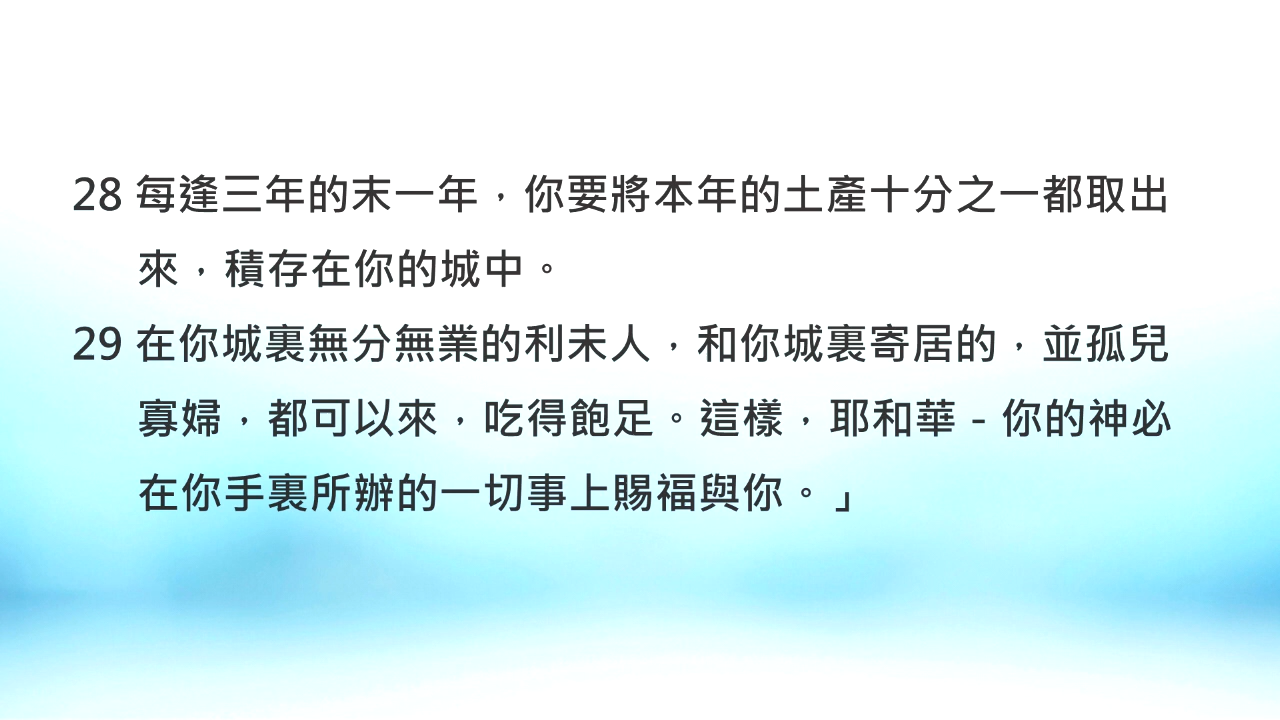 28 每逢三年的末一年，你要將本年的土產十分之一都取出
來，積存在你的城中。
29 在你城裏無分無業的利未人，和你城裏寄居的，並孤兒
寡婦，都可以來，吃得飽足。這樣，耶和華－你的神必
在你手裏所辦的一切事上賜福與你。」